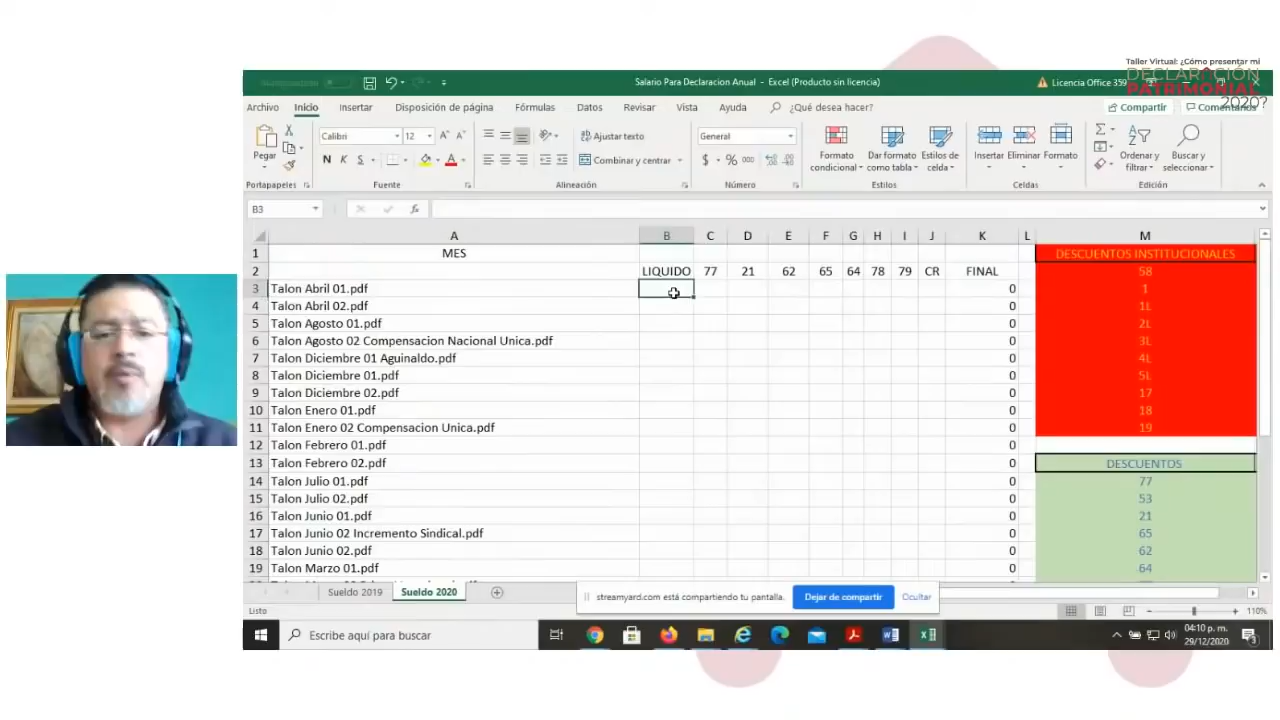 Taller Virtual: ¿Cómo presentar mi
DECLARACIÓN
PATRIMONIAL
2020?
Salario Para Declaracion Anual - Excel (Producto sin licencia)
Licencia Office 359
Archivo Inicio Insertar Disposición de página Fórmulas Datos Revisar Vista Ayuda ¿Qué desea hacer? Compartir
Pegar
Calibri 12
N K S
Ajustar texto
Combinar y centrar
General
$ % 000
Formato condicional
Dar formato como tabla
Estilos de celda
Insertar Eliminar Formato
Ordenar y filtrar
Buscar y seleccionar
Portapapeles Fuente Alineación Número Estilos Celdas Edición
B3 fx
A B C D E F G H I J K L M
1 MES DESCUENTOS INSTITUCIONALES
2 LIQUIDO 77 21 62 65 64 78 79 CR FINAL 58
3 Talon Abril 01.pdf 0 1
4 Talon Abril 02.pdf 0 1L
5 Talon Agosto 01.pdf 0 2L
6 Talon Agosto 02 Compensacion Nacional Unica.pdf 0 3L
7 Talon Diciembre 01 Aguinaldo.pdf 0 4L
8 Talon Diciembre 01.pdf 0 5L
9 Talon Diciembre 02.pdf 0 17
10 Talon Enero 01.pdf 0 18
11 Talon Enero 02 Compensacion Unica.pdf 0 19
12 Talon Febrero 01.pdf 0
13 Talon Febrero 02.pdf 0 DESCUENTOS
14 Talon Julio 01.pdf 0 77
15 Talon Julio 02.pdf 0 53
16 Talon Junio 01.pdf 0 21
17 Talon Junio 02 Incremento Sindical.pdf 0 65
18 Talon Junio 02.pdf 0 62
19 Talon Marzo 01.pdf 0 64
Sueldo 2019 Sueldo 2020
streamyard.com está compartiendo tu pantalla. Dejar de compartir Ocultar
Listo 110%
Escribe aquí para buscar
04:10 p. m.
29/12/2020